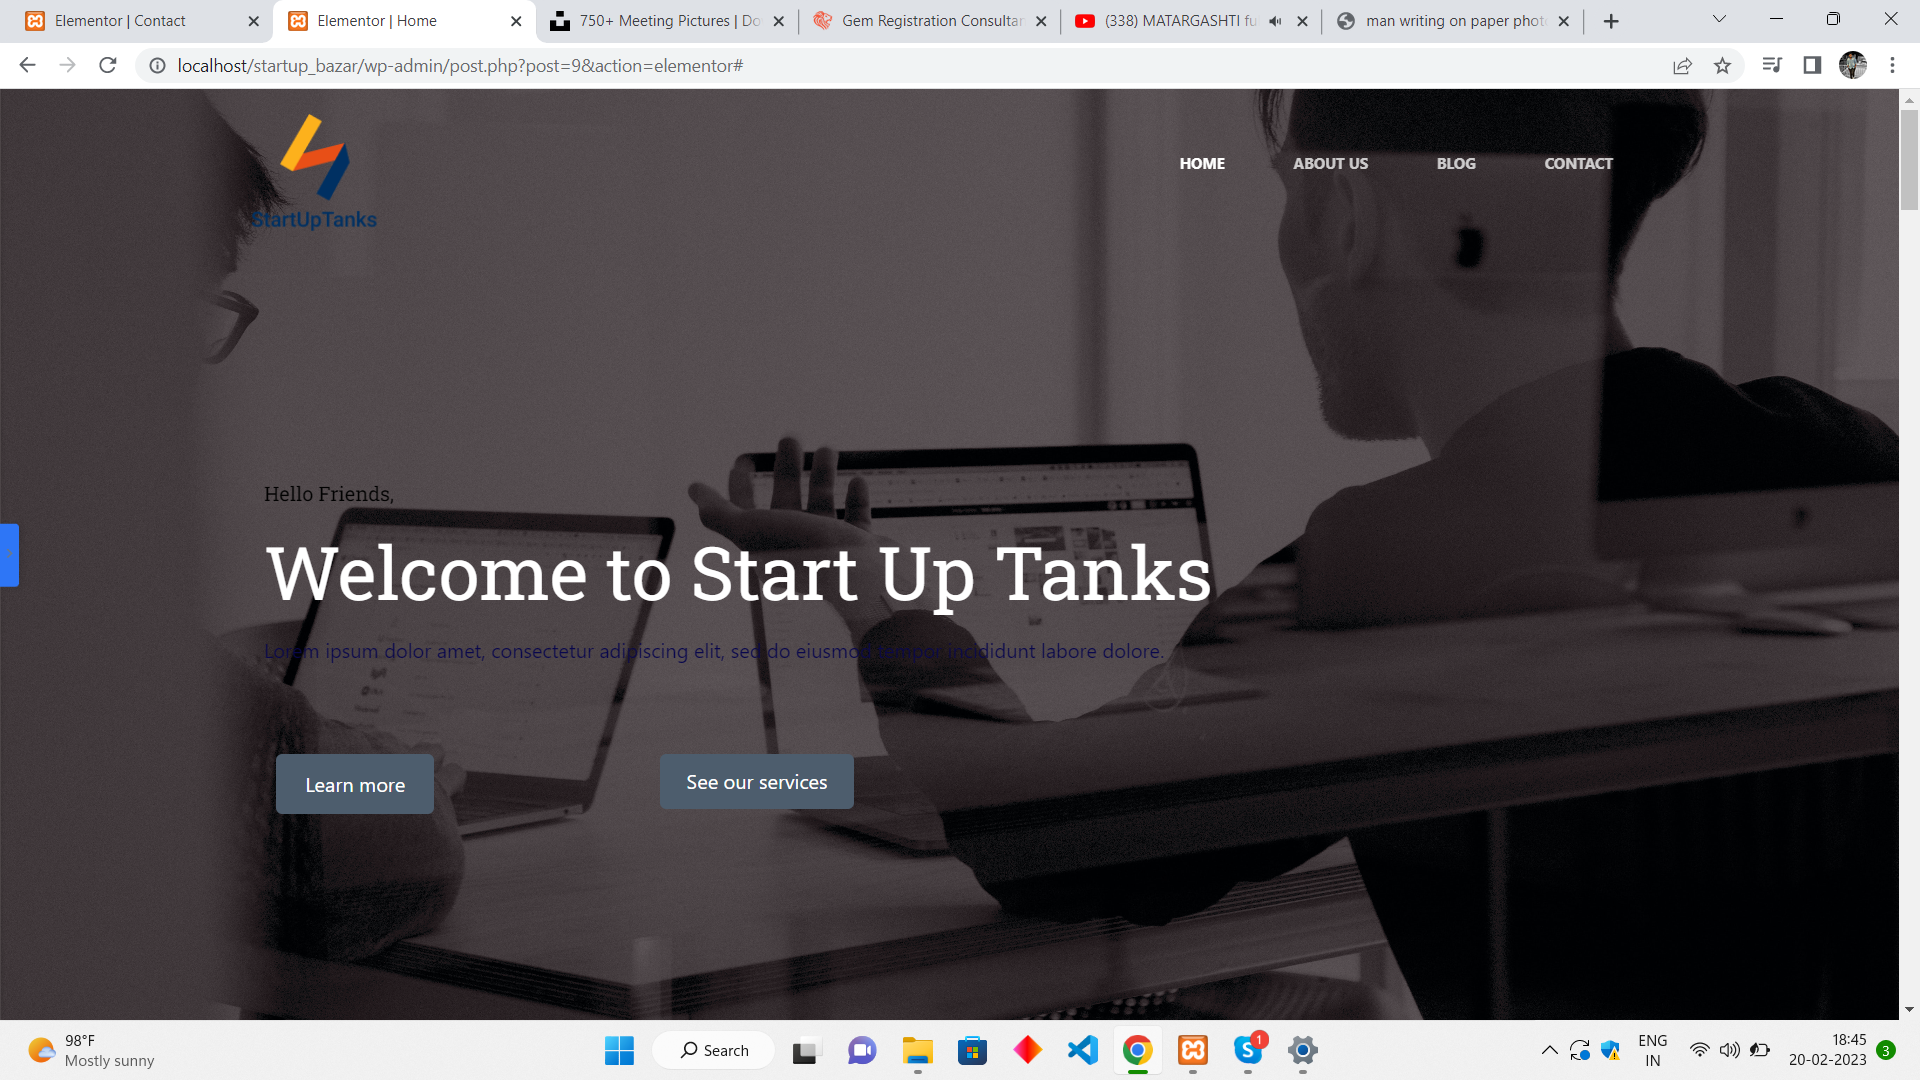 Elementor | Contact
Elementor | Home
750+ Meeting Pictures | Do
Gem Registration Consultan
(338) MATARGASHTI fu
man writing on paper phot
localhost/startup_bazar/wp-admin/post.php?post=9&action=elementor#
StartUpTanks
HOME
ABOUT US
BLOG
CONTACT
Hello Friends,
Welcome to Start Up Tanks
Lorem ipsum dolor amet, consectetur adipiscing elit, sed do eiusmod tempor incididunt labore dolore.
Learn more
See our services
98°F
Mostly sunny
Search
1
ENG
IN
18:45
20-02-2023
3